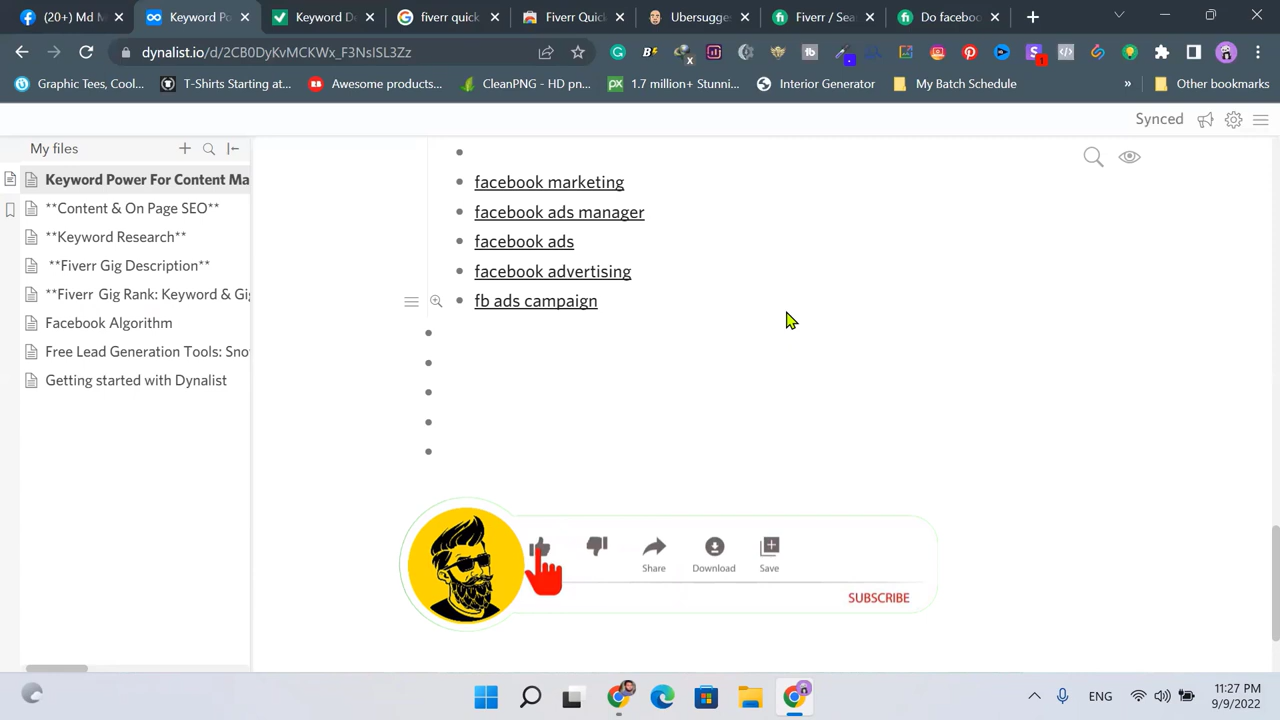 (20+) Md M
Keyword Po
Keyword D
fiverr quick
Fiverr Quick
Ubersugge
Fiverr / Sea
Do faceboo
dynalist.io/d/2CB0DyKvMCKWx_F3NsISL3Zz
Graphic Tees, Cool...
T-Shirts Starting at...
Awesome products...
CleanPNG - HD pn...
1.7 million+ Stunni...
Interior Generator
My Batch Schedule
»
Other bookmarks
Synced
My files
Keyword Power For Content Ma
**Content & On Page SEO**
**Keyword Research**
**Fiverr Gig Description**
**Fiverr Gig Rank: Keyword & Gig
Facebook Algorithm
Free Lead Generation Tools: Sno
Getting started with Dynalist
facebook marketing
facebook ads manager
facebook ads
facebook advertising
fb ads campaign
Share
Download
Save
SUBSCRIBE
ENG
11:27 PM
9/9/2022